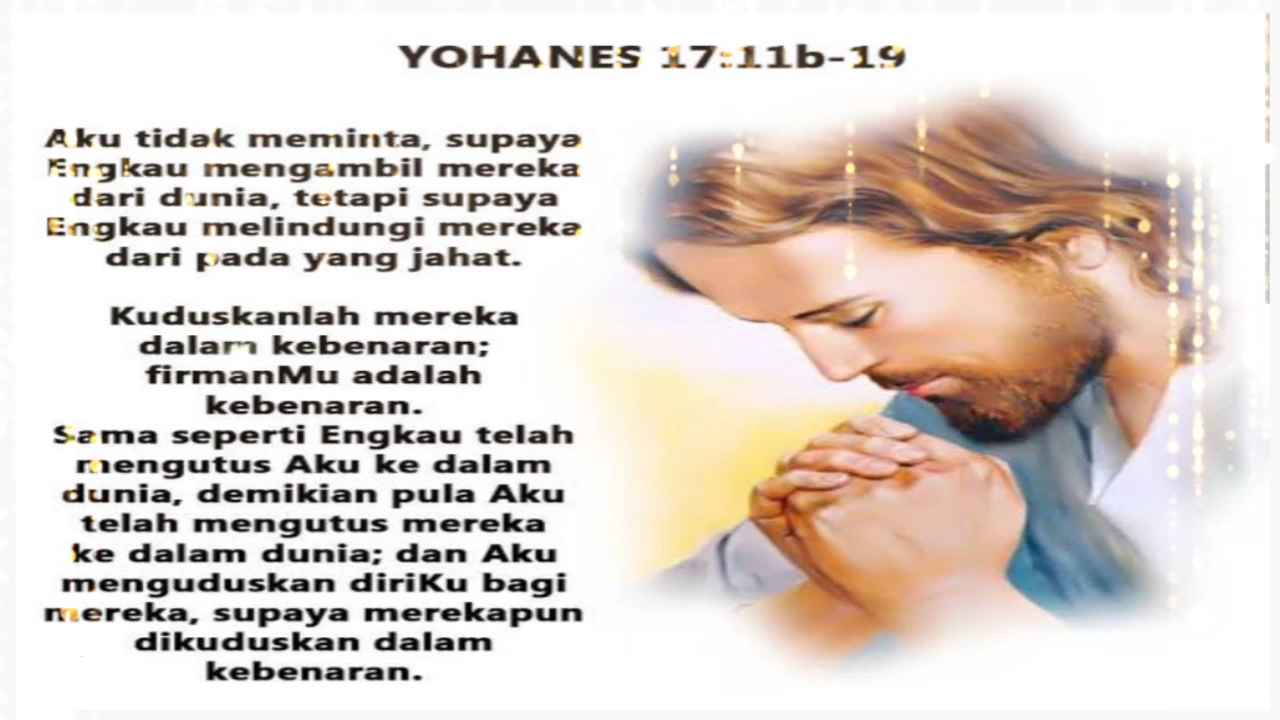 YOHANES 17:11b-19
Aku tidak meminta, supaya
Engkau mengambil mereka
dari dunia, tetapi supaya
Engkau melindungi mereka
dari pada yang jahat.
Kuduskanlah mereka
dalam kebenaran;
firmanMu adalah
kebenaran.
Sama seperti Engkau telah
mengutus Aku ke dalam
dunia, demikian pula Aku
telah mengutus mereka
ke dalam dunia; dan Aku
menguduskan diriKu bagi
mereka, supaya merekapun
dikuduskan dalam
kebenaran.